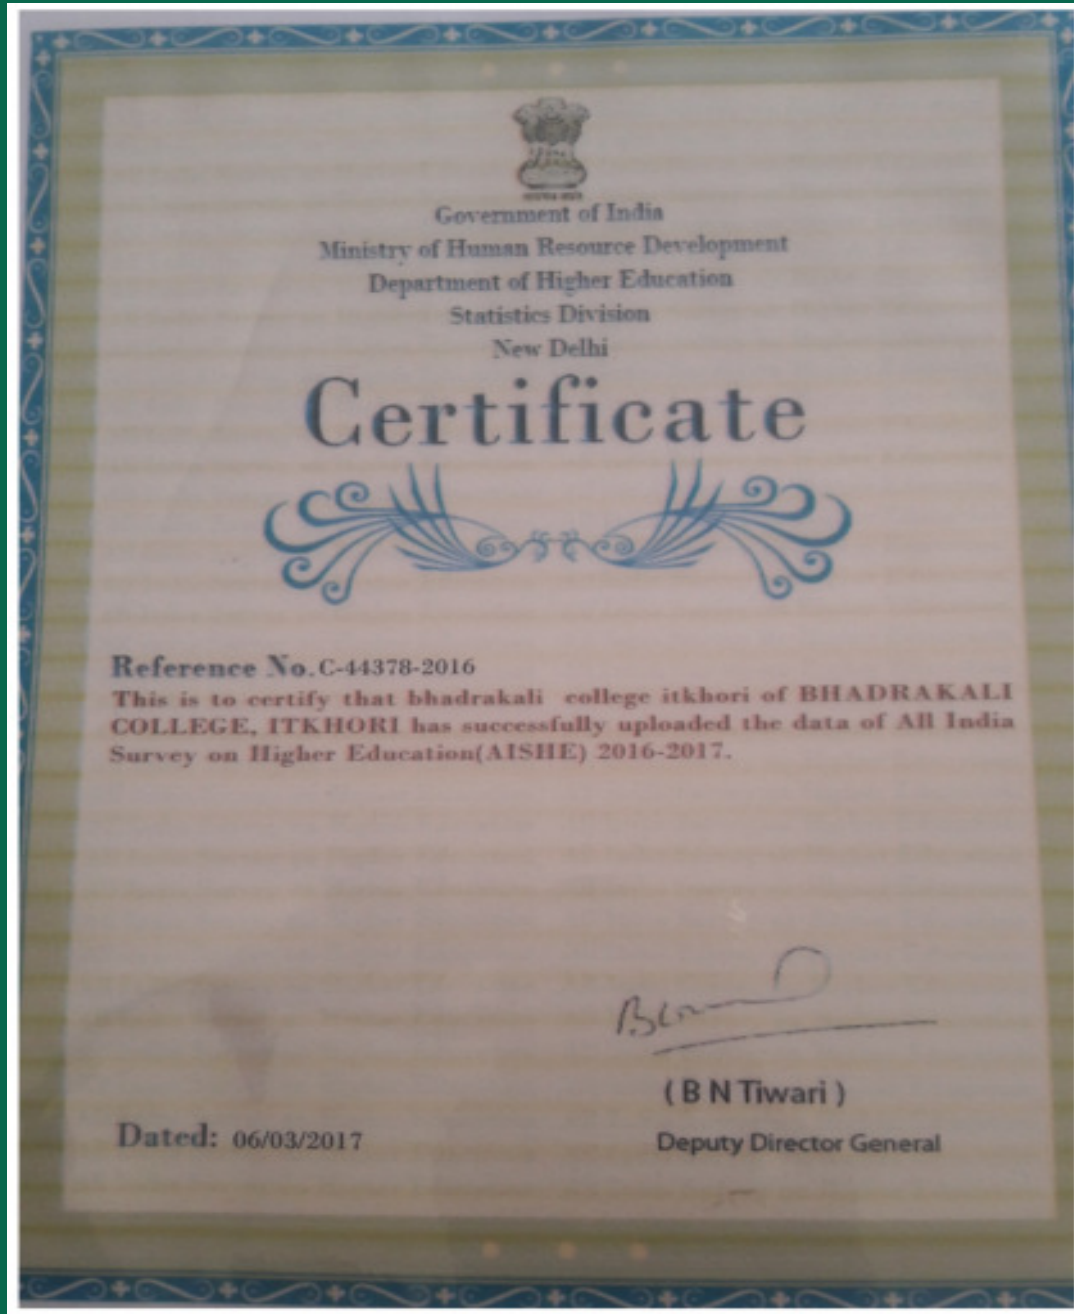 Government of India
Ministry of Human Resource Development
Department of Higher Education
Statistics Division
New Delhi
Certificate
Reference No.C-44378-2016
This is to certify that bhadrakali college itkhori of BHADRAKALI
COLLEGE, ITKHORI has successfully uploaded the data of All India
Survey on Higher Education(AISHE) 2016-2017.
( B N Tiwari )
Dated: 06/03/2017
Deputy Director General